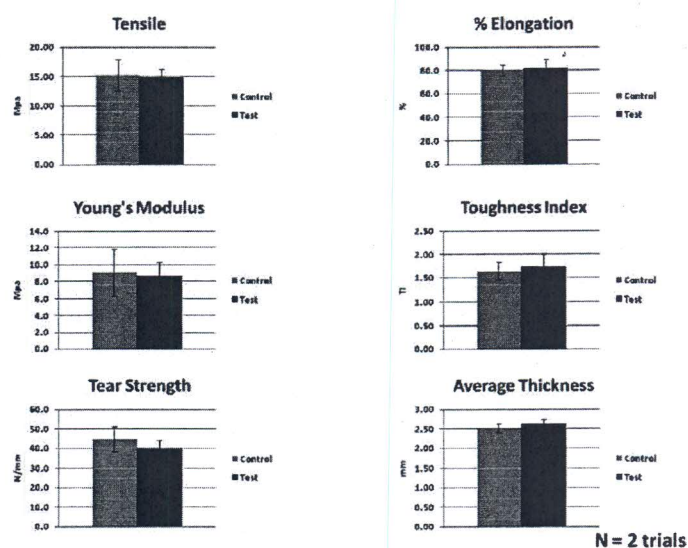 Tensile
20.00
15.00
10.00
5.00
0.00
Mpa
Control
Test
% Elongation
100.0
80.0
60.0
40.0
20.0
0.0
%
Control
Test
Young's Modulus
14.0
12.0
10.0
8.0
6.0
4.0
2.0
0.0
Mpa
Control
Test
Toughness Index
2.50
2.00
1.50
1.00
0.50
0.00
TI
Control
Test
Tear Strength
60.0
50.0
40.0
30.0
20.0
10.0
0.0
N/mm
Control
Test
Average Thickness
3.00
2.50
2.00
1.50
1.00
0.50
0.00
mm
Control
Test
N = 2 trials